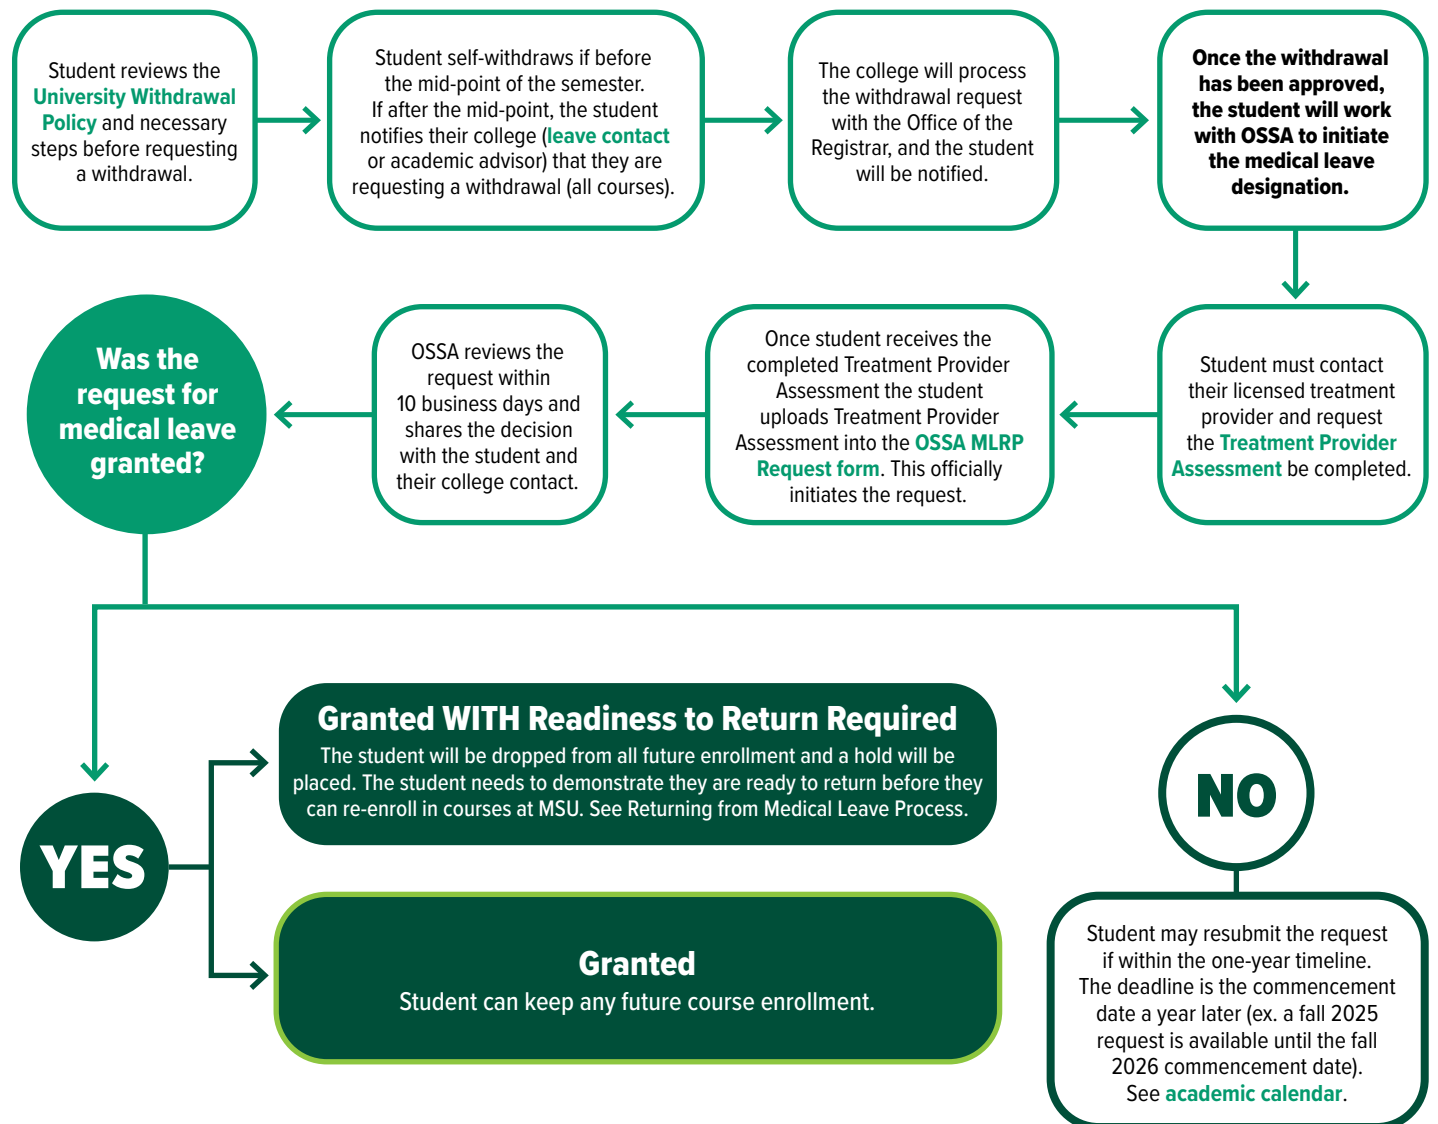 Student reviews the
University Withdrawal
Policy and necessary
steps before requesting
a withdrawal.
Student self-withdraws if before
the mid-point of the semester.
If after the mid-point, the student
notifies their college (leave contact
or academic advisor) that they are
requesting a withdrawal (all courses).
The college will process
the withdrawal request
with the Office of the
Registrar, and the student
will be notified.
Once the withdrawal
has been approved,
the student will work
with OSSA to initiate
the medical leave
designation.
Student must contact
their licensed treatment
provider and request
the Treatment Provider
Assessment be completed.
Once student receives the
completed Treatment Provider
Assessment the student
uploads Treatment Provider
Assessment into the OSSA MLRP
Request form. This officially
initiates the request.
OSSA reviews the
request within
10 business days and
shares the decision
with the student and
their college contact.
Was the
request for
medical leave
granted?
YES
Granted WITH Readiness to Return Required
The student will be dropped from all future enrollment and a hold will be
placed. The student needs to demonstrate they are ready to return before they
can re-enroll in courses at MSU. See Returning from Medical Leave Process.
Granted
Student can keep any future course enrollment.
NO
Student may resubmit the request
if within the one-year timeline.
The deadline is the commencement
date a year later (ex. a fall 2025
request is available until the fall
2026 commencement date).
See academic calendar.